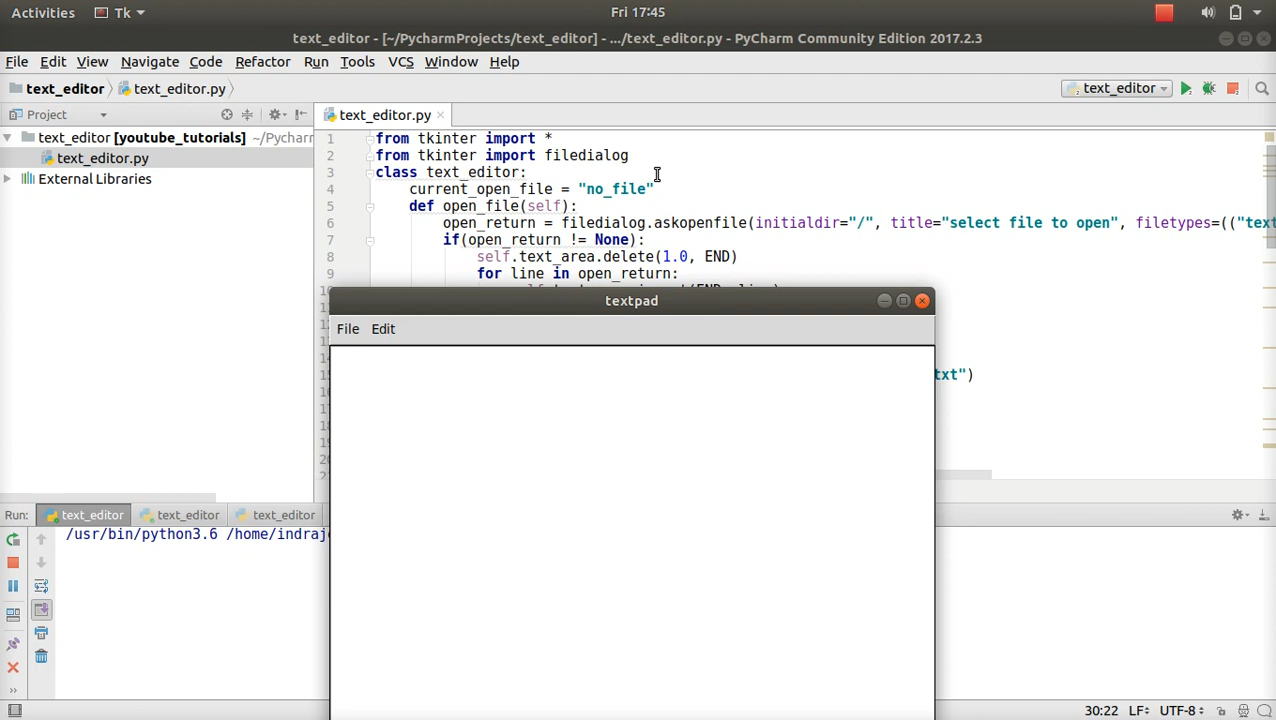 Activities Tk Fri 17:45
text_editor - [~/PycharmProjects/text_editor] - .../text_editor.py - PyCharm Community Edition 2017.2.3
File Edit View Navigate Code Refactor Run Tools VCS Window Help
text_editor text_editor.py text_editor
Project text_editor.py
text_editor [youtube_tutorials] ~/Pycharm
text_editor.py
External Libraries
1 from tkinter import *
2 from tkinter import filedialog
3 class text_editor:
4 current_open_file = "no_file"
5 def open_file(self):
6 open_return = filedialog.askopenfile(initialdir="/", title="select file to open", filetypes=(("text
7 if(open_return != None):
8 self.text_area.delete(1.0, END)
9 for line in open_return:
10
textpad
File Edit
txt")
Run: text_editor text_editor text_editor
/usr/bin/python3.6 /home/indraje
30:22 LF UTF-8